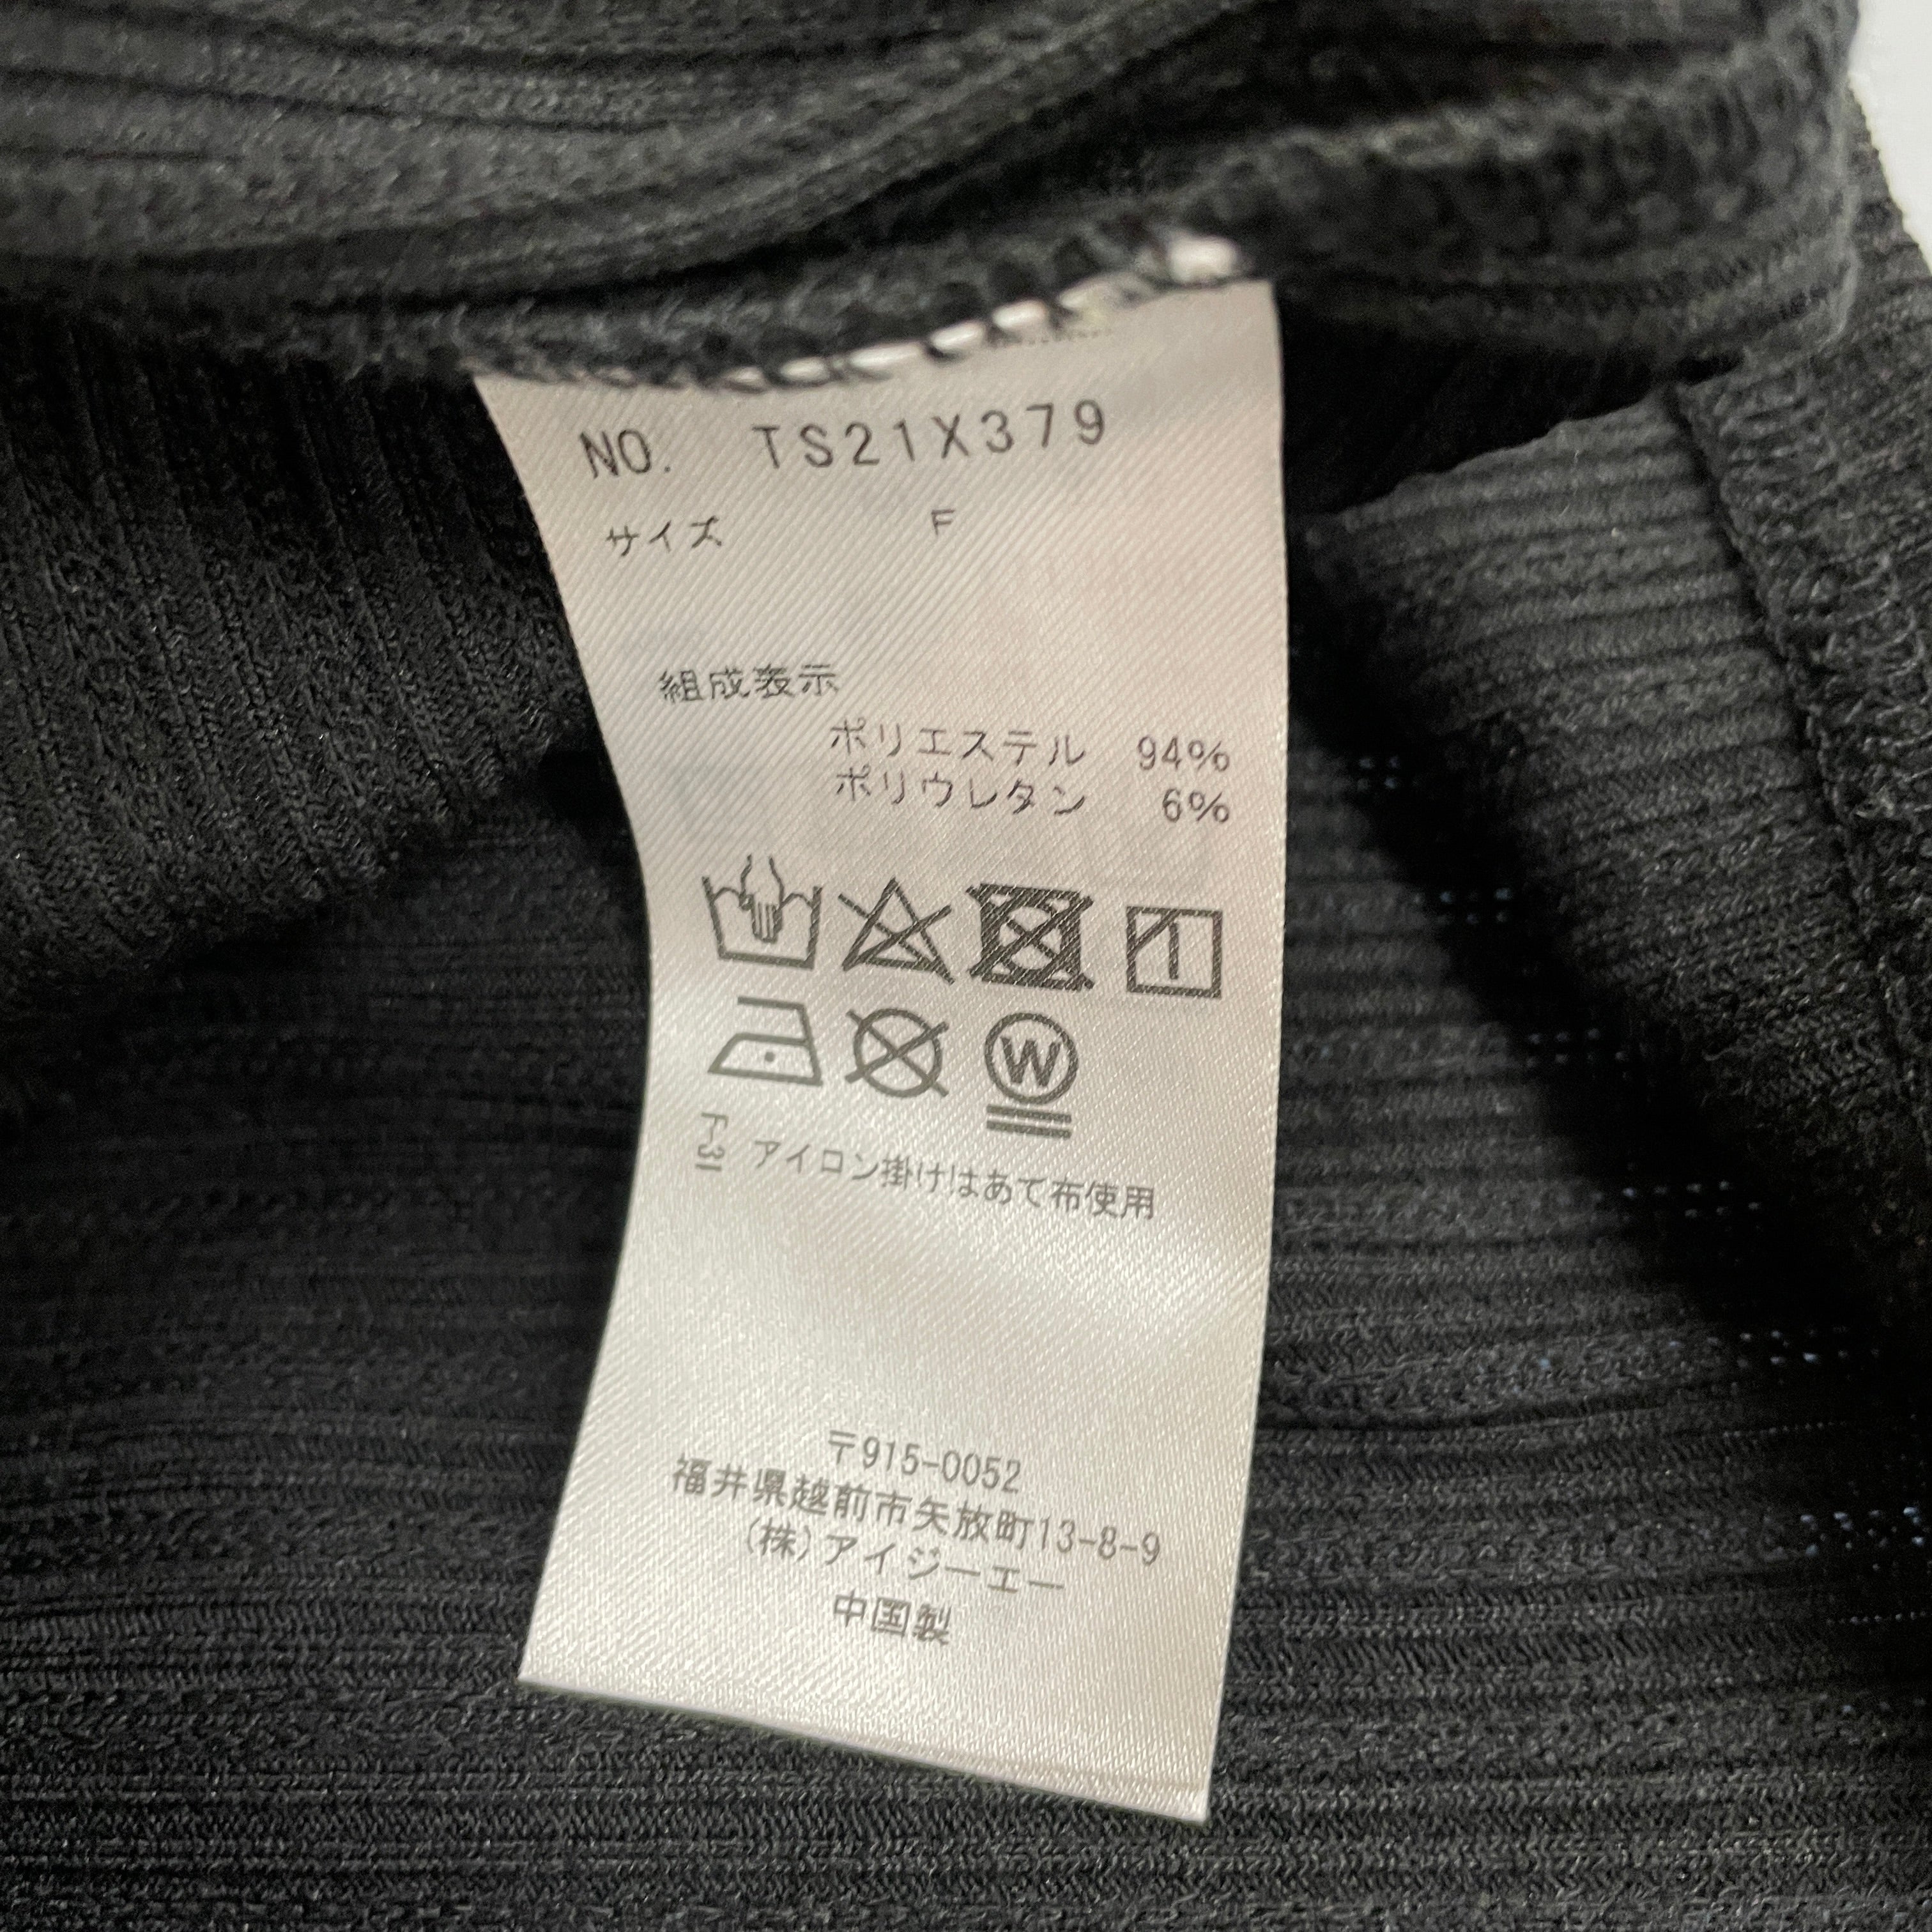 NO. TS21X379
サイズ F
組成表示
ポリエステル 94%
ポリウレタン 6%
W
アイロン掛けはあて布使用
〒915-0052
福井県越前市矢放町13-8-9
(株)アイジーエー
中国製